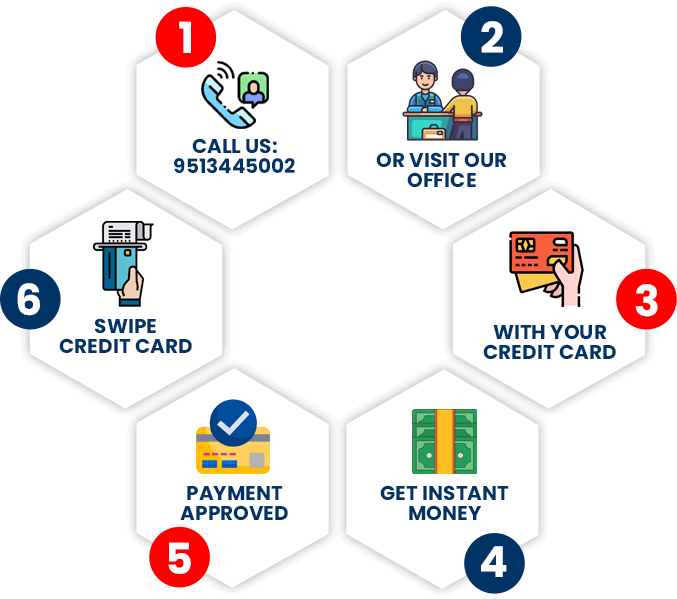 1
CALL US:
9513445002
2
OR VISIT OUR
OFFICE
3
WITH YOUR
CREDIT CARD
GET INSTANT
MONEY
4
PAYMENT
APPROVED
5
6
SWIPE
CREDIT CARD